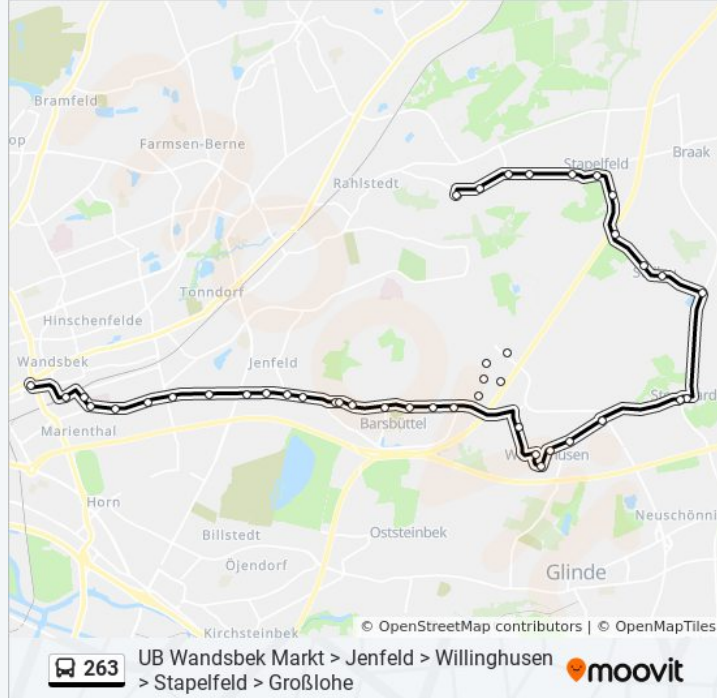 Bramfeld
Farmsen-Berne
Stapelfeld
Braak
Rahlstedt
Tonndorf
Hinschenfelde
Wandsbek
Jenfeld
Marienthal
Barsbüttel
Horn
Billstedt
Öjendorf
Oststeinbek
Neuschönni
Glinde
Kirchsteinbek
© OpenStreetMap contributors | © OpenMapTiles
263
UB Wandsbek Markt > Jenfeld > Willinghusen
> Stapelfeld > Großlohe
moovit